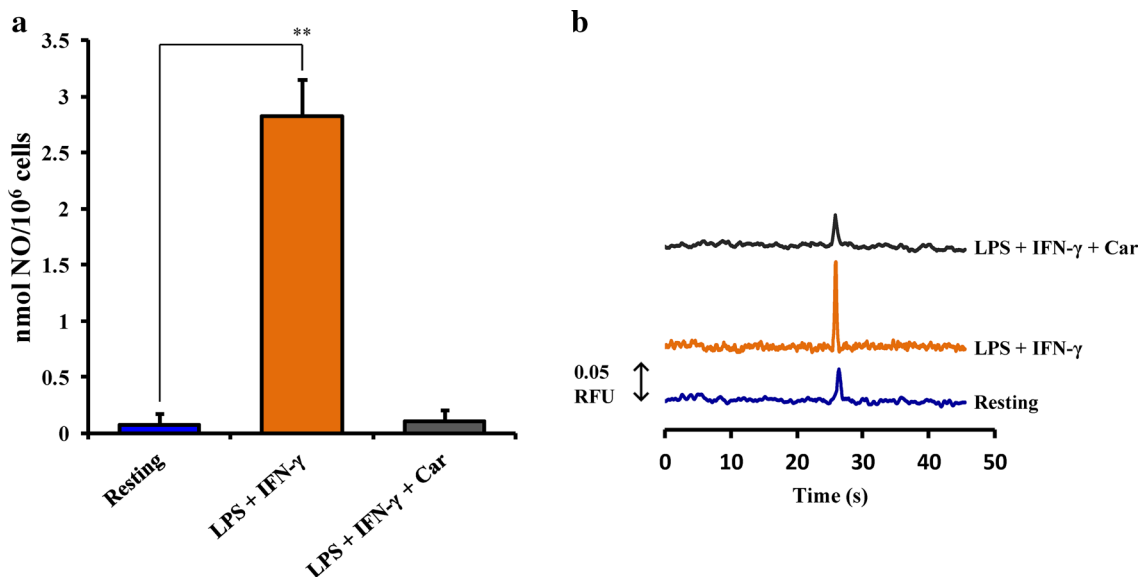 a
**
3.5
3
2.5
2
1.5
1
0.5
0
nmol NO/10⁶ cells
Resting
LPS + IFN-γ
LPS + IFN-γ + Car
b
LPS + IFN-γ + Car
LPS + IFN-γ
0.05
RFU
Resting
0 10 20 30 40 50
Time (s)